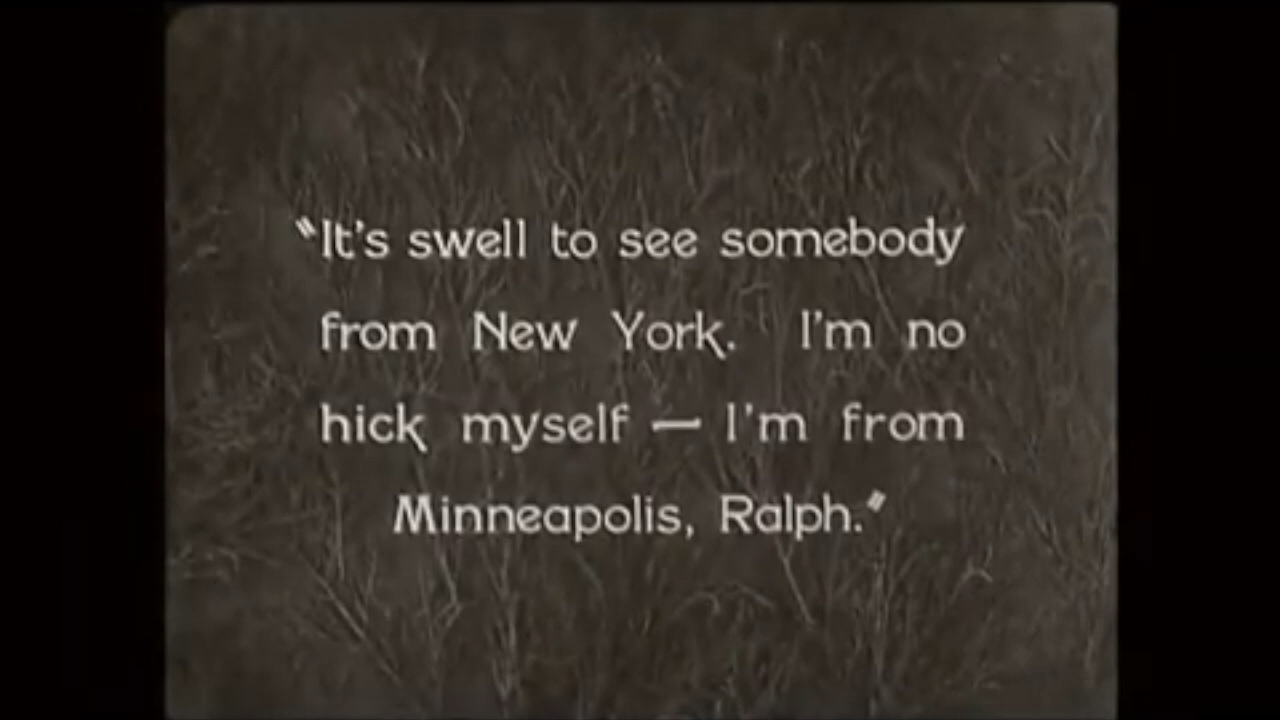 "It's swell to see somebody
from New York. I'm no
hick myself — I'm from
Minneapolis, Ralph."